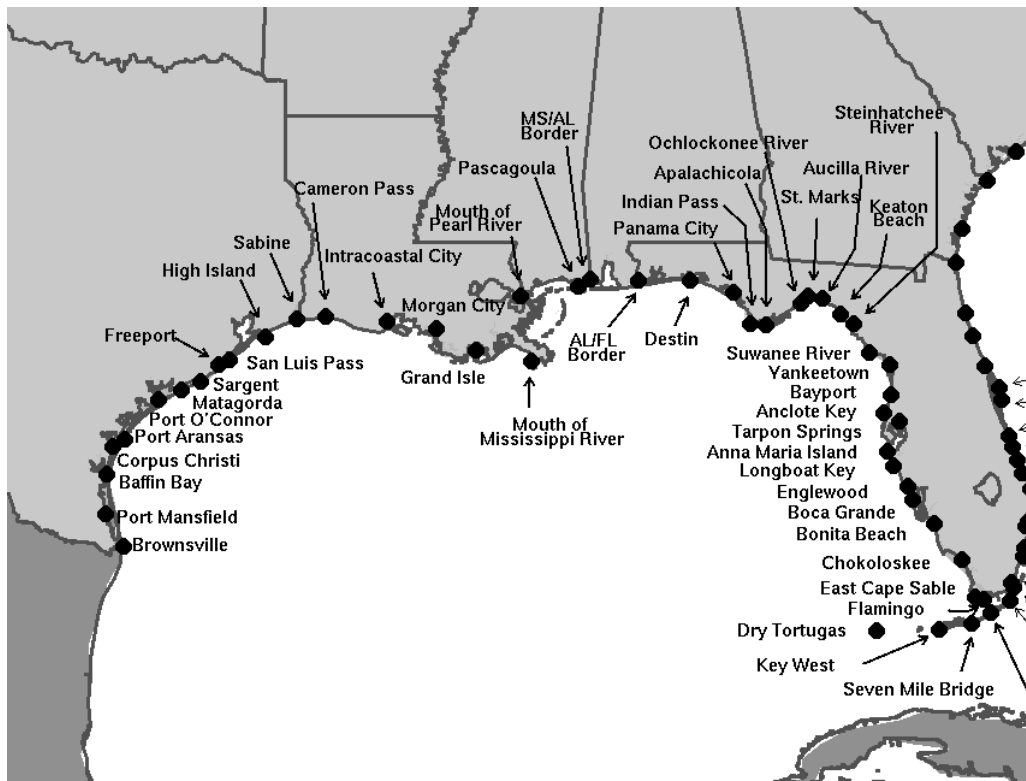 Steinhatchee
River
MS/AL
Border
Ochlockonee River
Pascagoula
Apalachicola
Aucilla River
Cameron Pass
Indian Pass
St. Marks
Keaton
Beach
Mouth of
Pearl River
Panama City
Sabine
Intracoastal City
High Island
Morgan City
Freeport
AL/FL
Border
Destin
San Luis Pass
Grand Isle
Suwanee River
Yankeetown
Sargent
Bayport
Matagorda
Anclote Key
Port O'Connor
Mouth of
Mississippi River
Tarpon Springs
Port Aransas
Anna Maria Island
Corpus Christi
Longboat Key
Baffin Bay
Englewood
Boca Grande
Port Mansfield
Bonita Beach
Brownsville
Chokoloskee
East Cape Sable
Flamingo
Dry Tortugas
Key West
Seven Mile Bridge